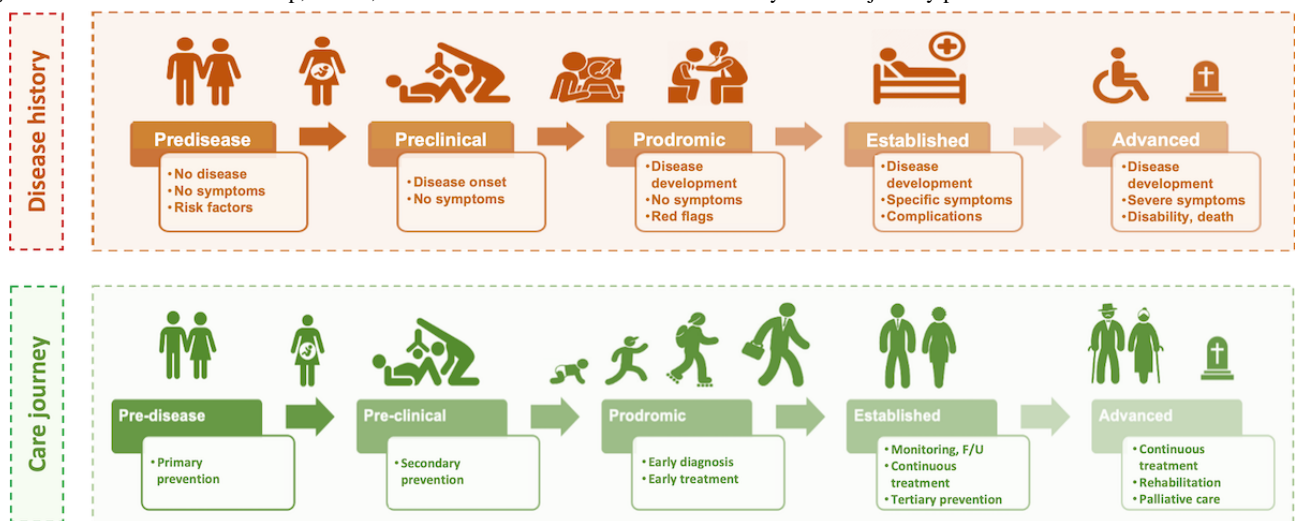 Disease history
Predisease
• No disease
• No symptoms
• Risk factors
Preclinical
• Disease onset
• No symptoms
Prodromic
• Disease
development
• No symptoms
• Red flags
Established
• Disease
development
• Specific symptoms
• Complications
Advanced
• Disease
development
• Severe symptoms
• Disability, death
Care journey
Pre-disease
• Primary
prevention
Pre-clinical
• Secondary
prevention
Prodromic
• Early diagnosis
• Early treatment
Established
• Monitoring, F/U
• Continuous
treatment
• Tertiary prevention
Advanced
• Continuous
treatment
• Rehabilitation
• Palliative care